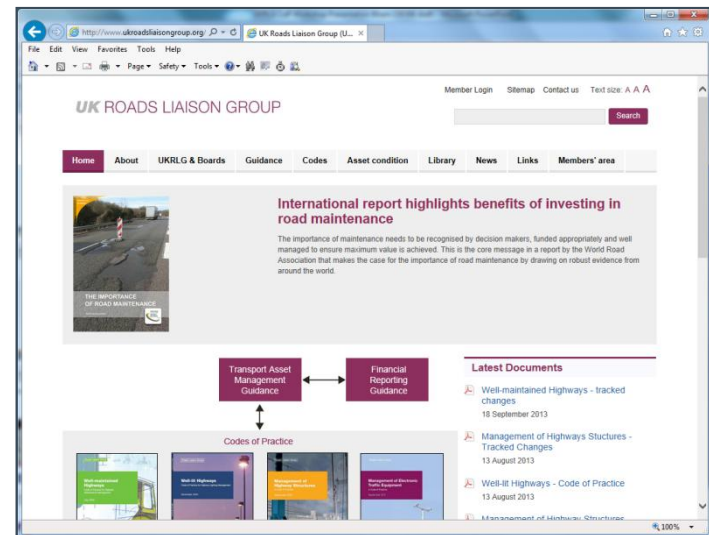 http://www.ukroadsliaisongroup.org/
UK Roads Liaison Group (U...
File Edit View Favorites Tools Help
Page Safety Tools
Member Login Sitemap Contact us Text size: A A A
UK ROADS LIAISON GROUP
Search
Home About UKRLG & Boards Guidance Codes Asset condition Library News Links Members' area
International report highlights benefits of investing in
road maintenance
The importance of maintenance needs to be recognised by decision makers, funded appropriately and well
managed to ensure maximum value is achieved. This is the core message in a report by the World Road
Association that makes the case for the importance of road maintenance by drawing on robust evidence from
around the world.
THE IMPORTANCE
OF ROAD MAINTENANCE
Transport Asset
Management
Guidance
Financial
Reporting
Guidance
Codes of Practice
Well-maintained
Highways
Well-lit Highways
Management of
Highway Structures
Management of Electronic
Traffic Equipment
Latest Documents
Well-maintained Highways - tracked
changes
18 September 2013
Management of Highways Stuctures -
Tracked Changes
13 August 2013
Well-lit Highways - Code of Practice
13 August 2013
Management of Highway Structures
100%